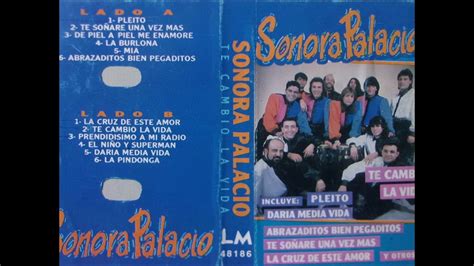 LADO A
1- PLEITO
2- TE SOÑARE UNA VEZ MAS
3- DE PIEL A PIEL ME ENAMORE
4- LA BURLONA
5- MIA
6- ABRAZADITOS BIEN PEGADITOS
LADO B
1- LA CRUZ DE ESTE AMOR
2- TE CAMBIO LA VIDA
3- PRENDIDISIMO A MI RADIO
4- EL NIÑO Y SUPERMAN
5- DARIA MEDIA VIDA
6- LA PINDONGA
Sonora Palacio
SONORA PALACIO
TE CAMBIO LA VIDA
LM
48186
Sonora Palacio
TE CAMB
LA VI
INCLUYE: PLEITO
DARIA MEDIA VIDA
ABRAZADITOS BIEN PEGADITOS
TE SOÑARE UNA VEZ MAS
LA CRUZ DE ESTE AMOR
Y OTROS